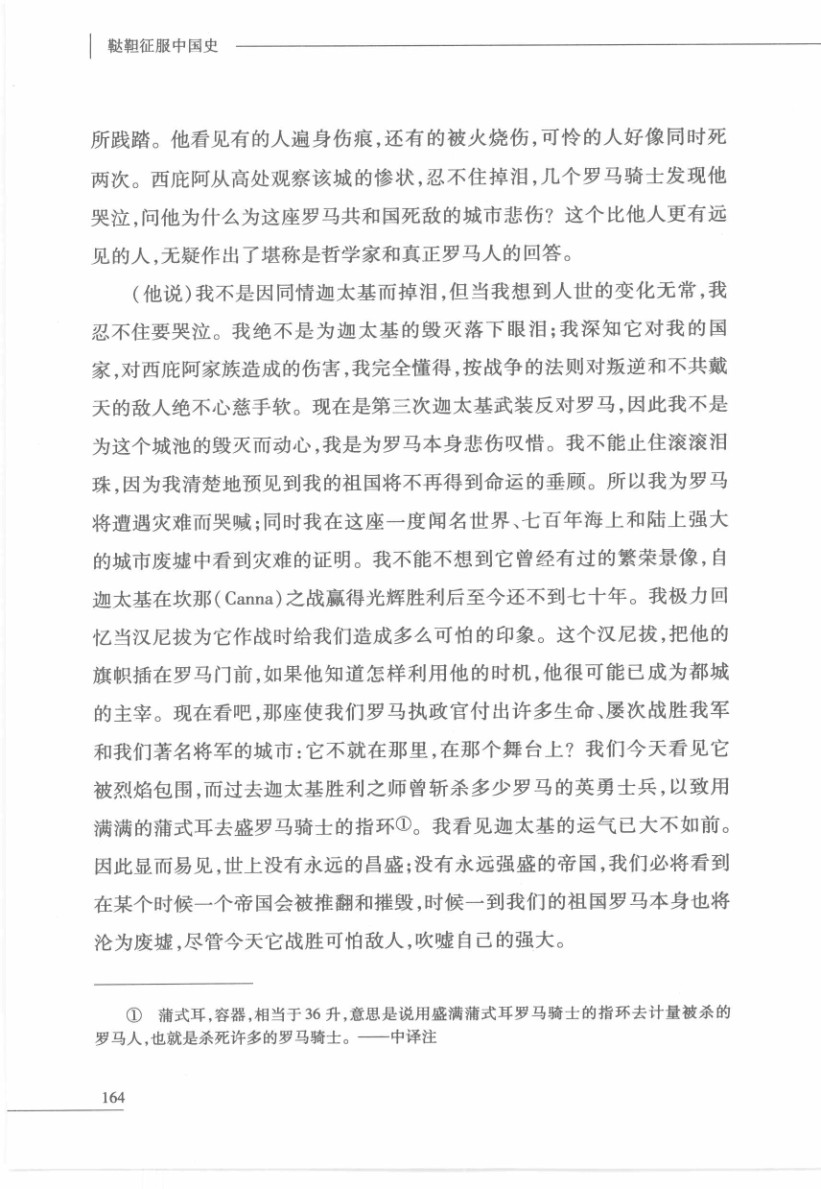 鞑靼征服中国史
所践踏。他看见有的人遍身伤痕,还有的被火烧伤,可怜的人好像同时死
两次。西庇阿从高处观察该城的惨状,忍不住掉泪,几个罗马骑士发现他
哭泣,问他为什么为这座罗马共和国死敌的城市悲伤?这个比他人更有远
见的人,无疑作出了堪称是哲学家和真正罗马人的回答。
(他说)我不是因同情迦太基而掉泪,但当我想到人世的变化无常,我
忍不住要哭泣。我绝不是为迦太基的毁灭落下眼泪;我深知它对我的国
家,对西庇阿家族造成的伤害,我完全懂得,按战争的法则对叛逆和不共戴
天的敌人绝不心慈手软。现在是第三次迦太基武装反对罗马,因此我不是
为这个城池的毁灭而动心,我是为罗马本身悲伤叹惜。我不能止住滚滚泪
珠,因为我清楚地预见到我的祖国将不再得到命运的垂顾。所以我为罗马
将遭遇灾难而哭喊;同时我在这座一度闻名世界、七百年海上和陆上强大
的城市废墟中看到灾难的证明。我不能不想到它曾经有过的繁荣景像,自
迦太基在坎那(Canna)之战赢得光辉胜利后至今还不到七十年。我极力回
忆当汉尼拔为它作战时给我们造成多么可怕的印象。这个汉尼拔,把他的
旗帜插在罗马门前,如果他知道怎样利用他的时机,他很可能已成为都城
的主宰。现在看吧,那座使我们罗马执政官付出许多生命、屡次战胜我军
和我们著名将军的城市:它不就在那里,在那个舞台上?我们今天看见它
被烈焰包围,而过去迦太基胜利之师曾斩杀多少罗马的英勇士兵,以致用
满满的蒲式耳去盛罗马骑士的指环①。我看见迦太基的运气已大不如前。
因此显而易见,世上没有永远的昌盛;没有永远强盛的帝国,我们必将看到
在某个时候一个帝国会被推翻和摧毁,时候一到我们的祖国罗马本身也将
沦为废墟,尽管今天它战胜可怕敌人,吹嘘自己的强大。
① 蒲式耳,容器,相当于36升,意思是说用盛满蒲式耳罗马骑士的指环去计量被杀的
罗马人,也就是杀死许多的罗马骑士。——中译注
164